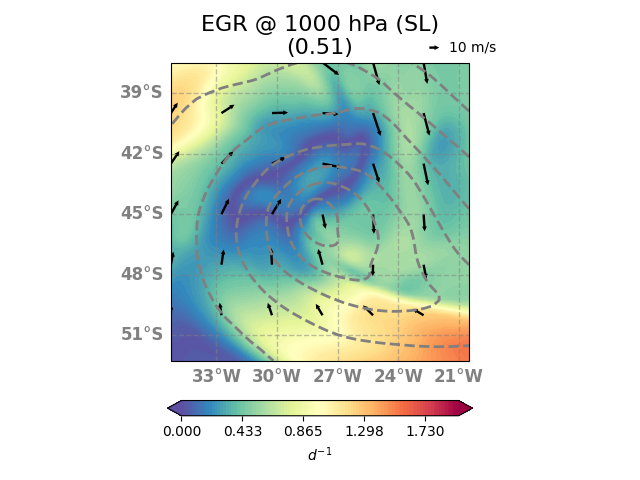 EGR @ 1000 hPa (SL)
(0.51)
10 m/s
39°S
42°S
45°S
48°S
51°S
33°W 30°W 27°W 24°W 21°W
0.000 0.433 0.865 1.298 1.730
d⁻¹